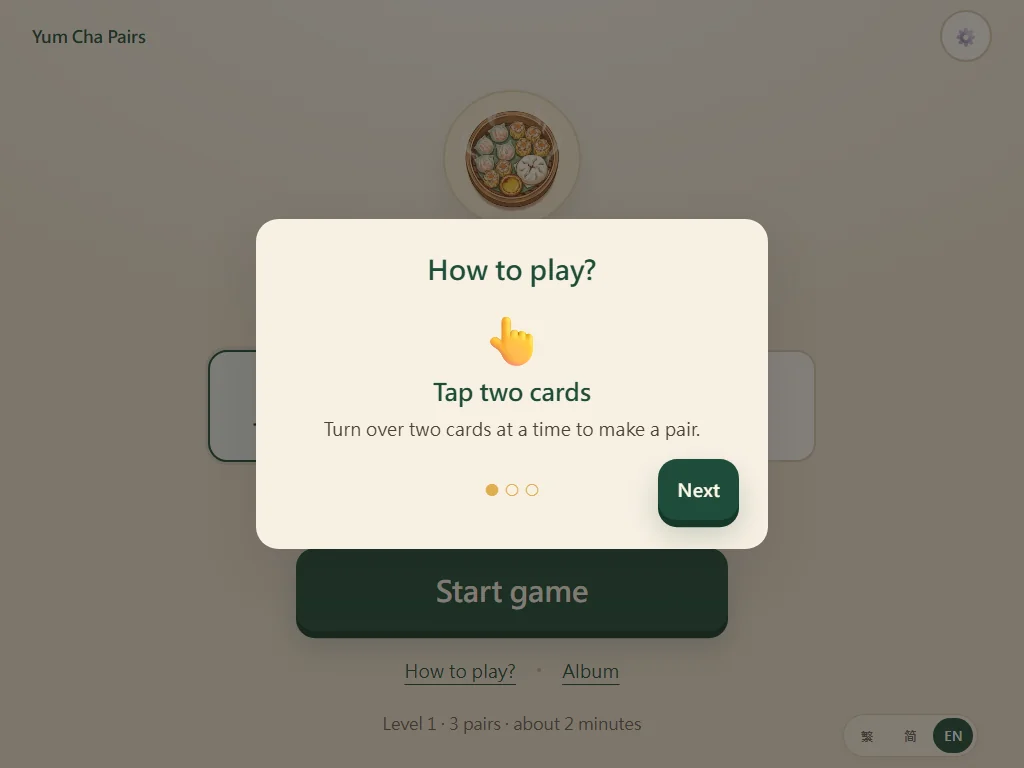 Yum Cha Pairs
How to play?
Tap two cards
Turn over two cards at a time to make a pair.
Next
Start game
How to play? · Album
Level 1 · 3 pairs · about 2 minutes
繁 简 EN